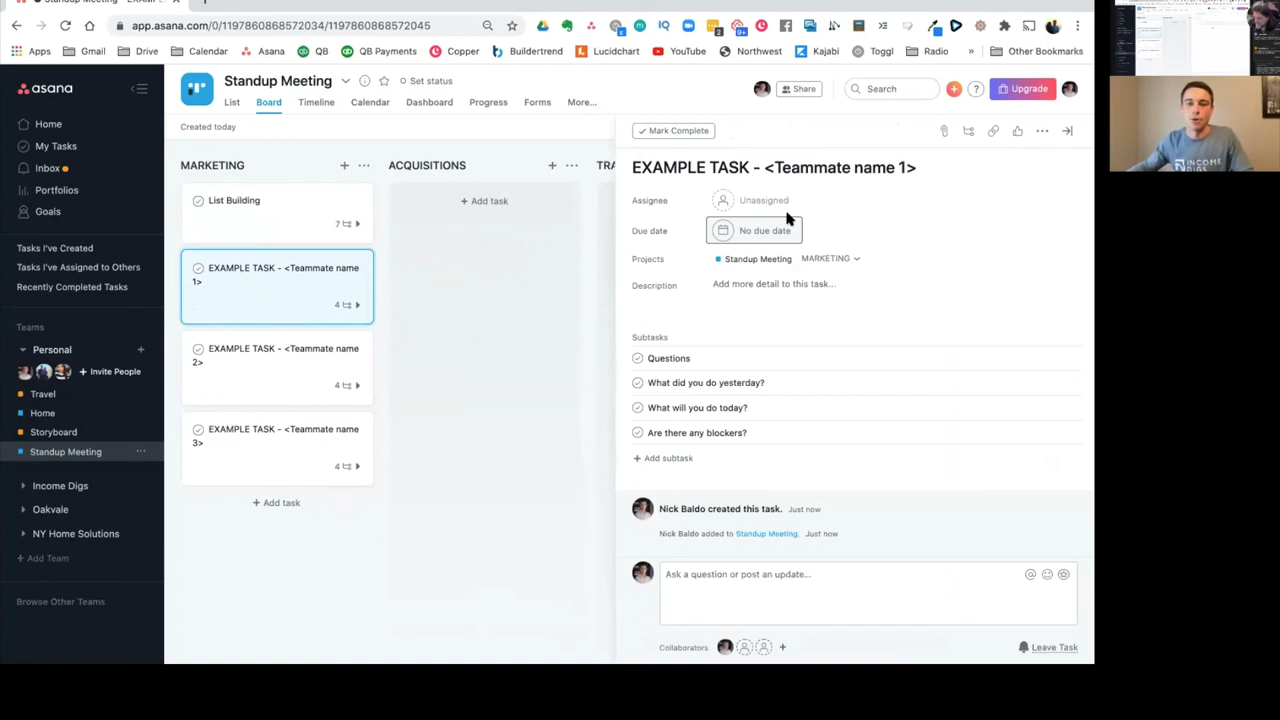 Standup Meeting - EXAMPLE
app.asana.com/0/1197868568572034/1197868086857251
Apps Gmail Drive Calendar Asana QB QB Payments Copper Buildertrend Lucidchart YouTube Northwest Kajabi Toggl Radio » Other Bookmarks
asana
Home
My Tasks
Inbox
Portfolios
Goals
Tasks I've Created
Tasks I've Assigned to Others
Recently Completed Tasks
Teams
Personal
Invite People
Travel
Home
Storyboard
Standup Meeting
Income Digs
Oakvale
NY Home Solutions
+ Add Team
Browse Other Teams
Standup Meeting Set status
List Board Timeline Calendar Dashboard Progress Forms More...
Share Search ? Upgrade
Created today
MARKETING
List Building
7
EXAMPLE TASK - <Teammate name
1>
4
EXAMPLE TASK - <Teammate name
2>
4
EXAMPLE TASK - <Teammate name
3>
4
+ Add task
ACQUISITIONS
+ Add task
TRA
Mark Complete
EXAMPLE TASK - <Teammate name 1>
Assignee Unassigned
Due date No due date
Projects Standup Meeting MARKETING
Description Add more detail to this task...
Subtasks
Questions
What did you do yesterday?
What will you do today?
Are there any blockers?
+ Add subtask
Nick Baldo created this task. Just now
Nick Baldo added to Standup Meeting. Just now
Ask a question or post an update...
Collaborators Leave Task
INCOME
DIGS